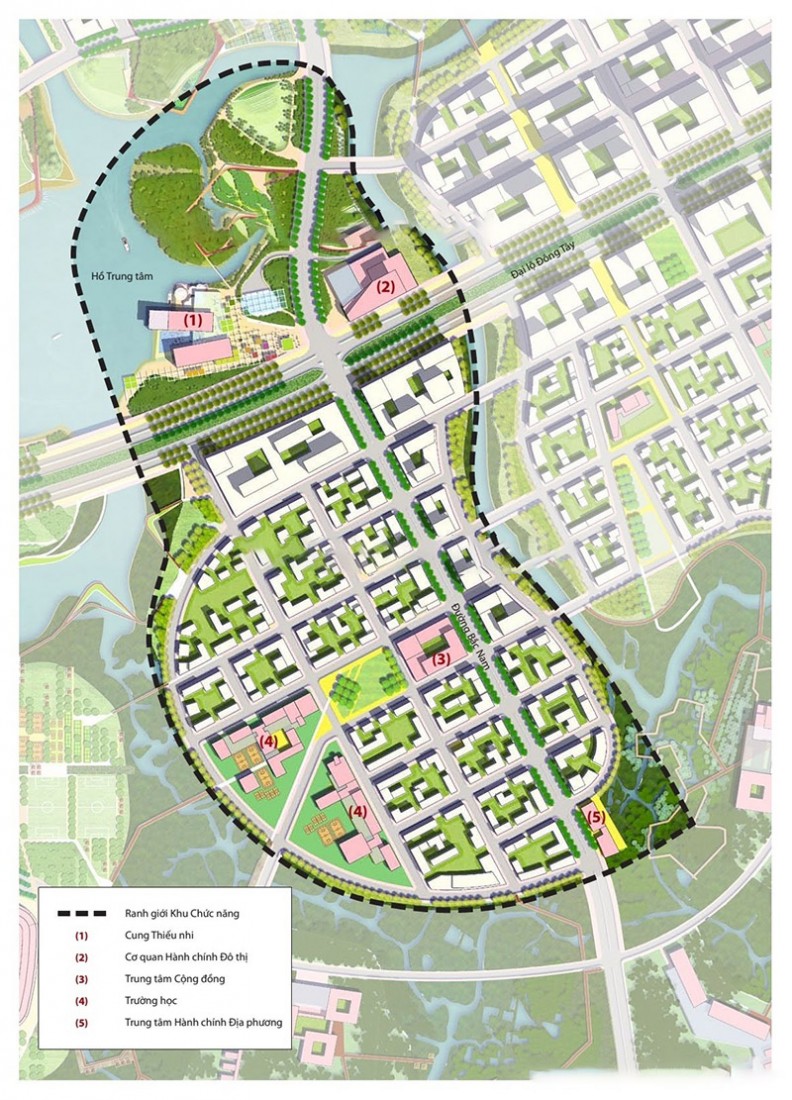 Đại lộ Đông Tây
Hồ Trung tâm
(2)
(1)
Đường Bắc Nam
(3)
(4)
(4)
(5)
Ranh giới Khu Chức năng
(1) Cung Thiếu nhi
(2) Cơ quan Hành chính Đô thị
(3) Trung tâm Cộng đồng
(4) Trường học
(5) Trung tâm Hành chính Địa phương